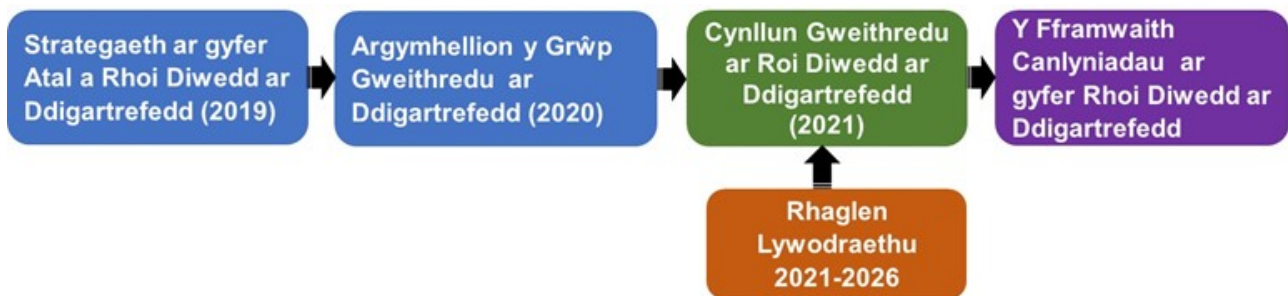 Strategaeth ar gyfer
Atal a Rhoi Diwedd ar
Ddigartrefedd (2019)
Argymhellion y Grŵp
Gweithredu ar
Ddigartrefedd (2020)
Cynllun Gweithredu
ar Roi Diwedd ar
Ddigartrefedd
(2021)
Y Fframwaith
Canlyniadau ar
gyfer Rhoi Diwedd ar
Ddigartrefedd
Rhaglen
Lywodraethu
2021-2026